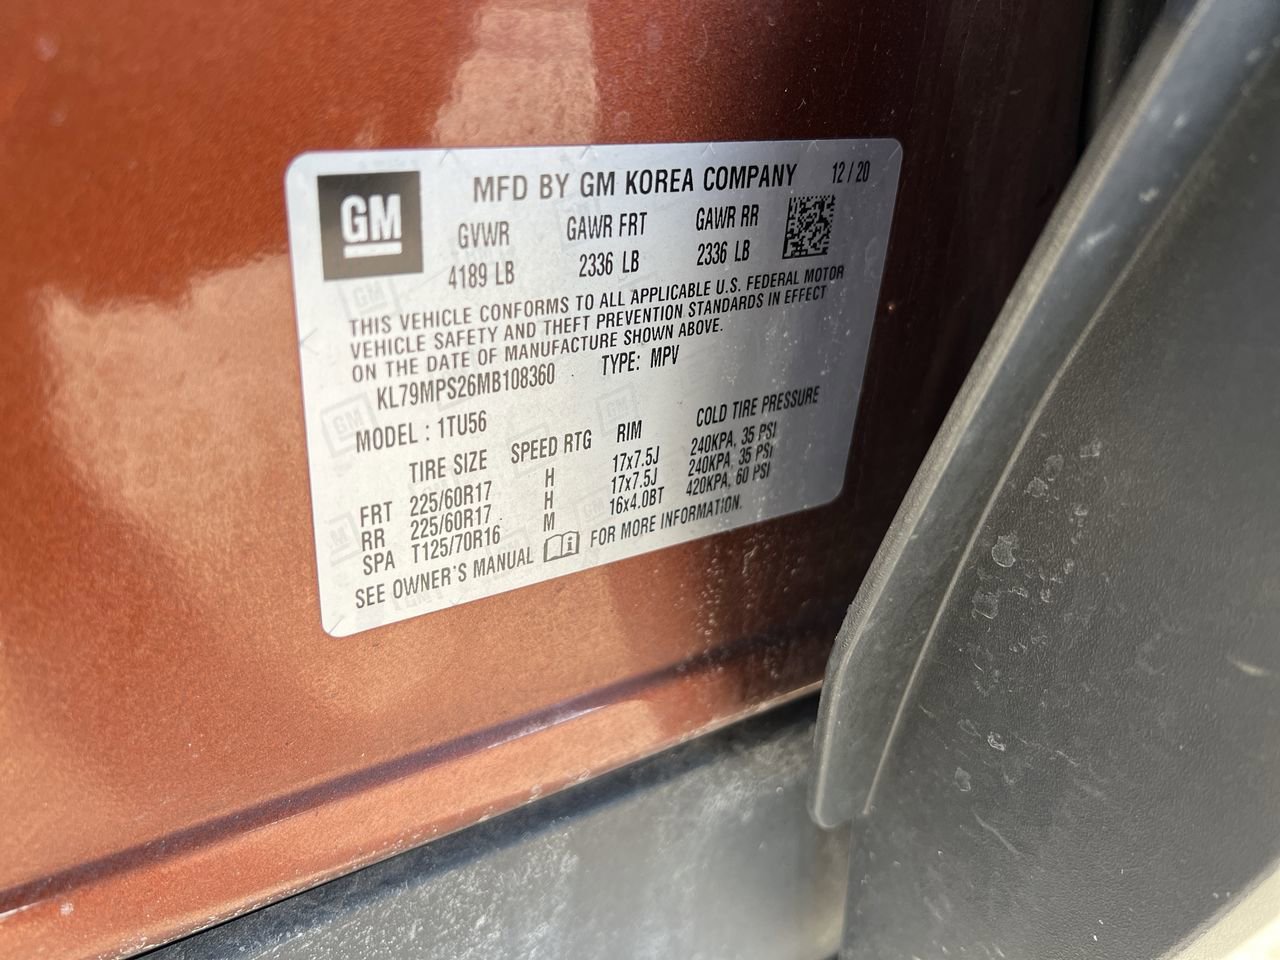 GM
MFD BY GM KOREA COMPANY 12 / 20
GVWR GAWR FRT GAWR RR
4189 LB 2336 LB 2336 LB
THIS VEHICLE CONFORMS TO ALL APPLICABLE U.S. FEDERAL MOTOR
VEHICLE SAFETY AND THEFT PREVENTION STANDARDS IN EFFECT
ON THE DATE OF MANUFACTURE SHOWN ABOVE.
KL79MPS26MB108360 TYPE: MPV
MODEL : 1TU56
TIRE SIZE SPEED RTG RIM COLD TIRE PRESSURE
FRT 225/60R17 H 17x7.5J 240KPA, 35 PSI
RR 225/60R17 H 17x7.5J 240KPA, 35 PSI
SPA T125/70R16 M 16x4.0BT 420KPA, 60 PSI
SEE OWNER'S MANUAL FOR MORE INFORMATION.